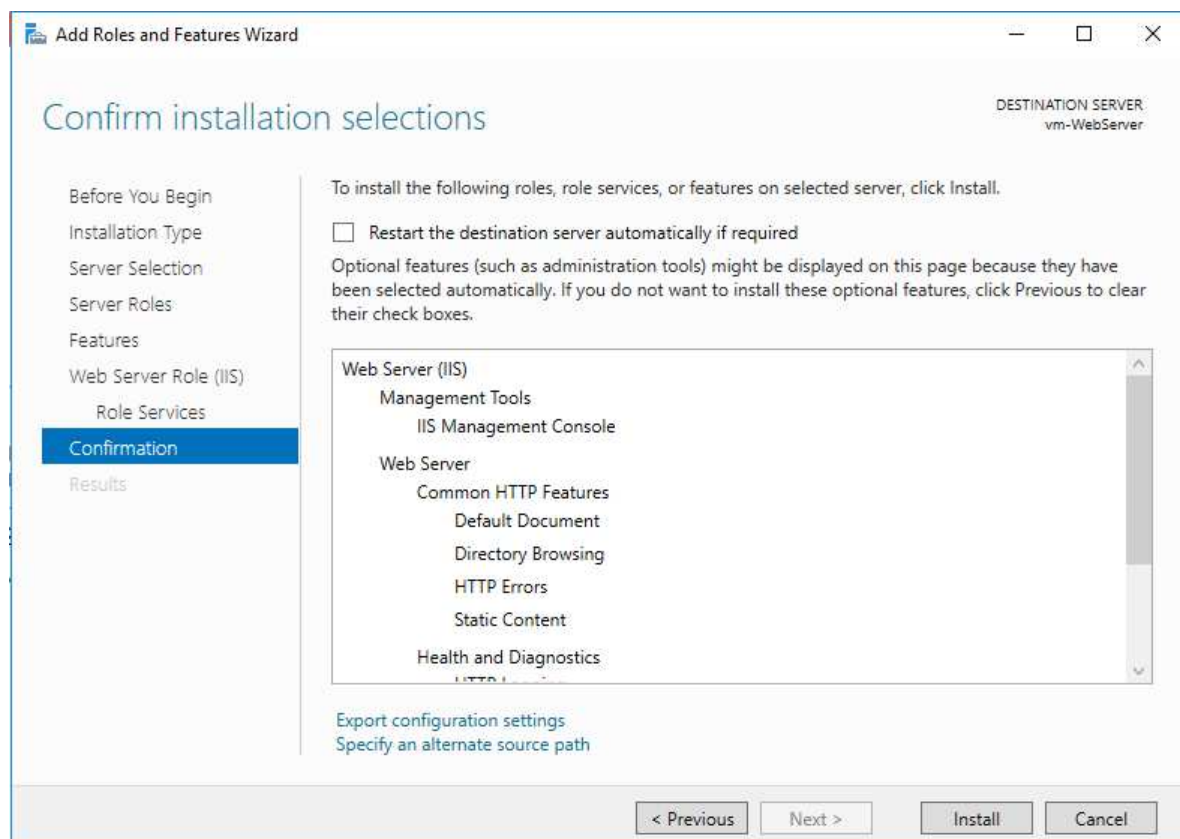 Add Roles and Features Wizard
Confirm installation selections
DESTINATION SERVER
vm-WebServer
Before You Begin
Installation Type
Server Selection
Server Roles
Features
Web Server Role (IIS)
Role Services
Confirmation
Results
To install the following roles, role services, or features on selected server, click Install.
Restart the destination server automatically if required
Optional features (such as administration tools) might be displayed on this page because they have
been selected automatically. If you do not want to install these optional features, click Previous to clear
their check boxes.
Web Server (IIS)
Management Tools
IIS Management Console
Web Server
Common HTTP Features
Default Document
Directory Browsing
HTTP Errors
Static Content
Health and Diagnostics
Export configuration settings
Specify an alternate source path
< Previous
Next >
Install
Cancel